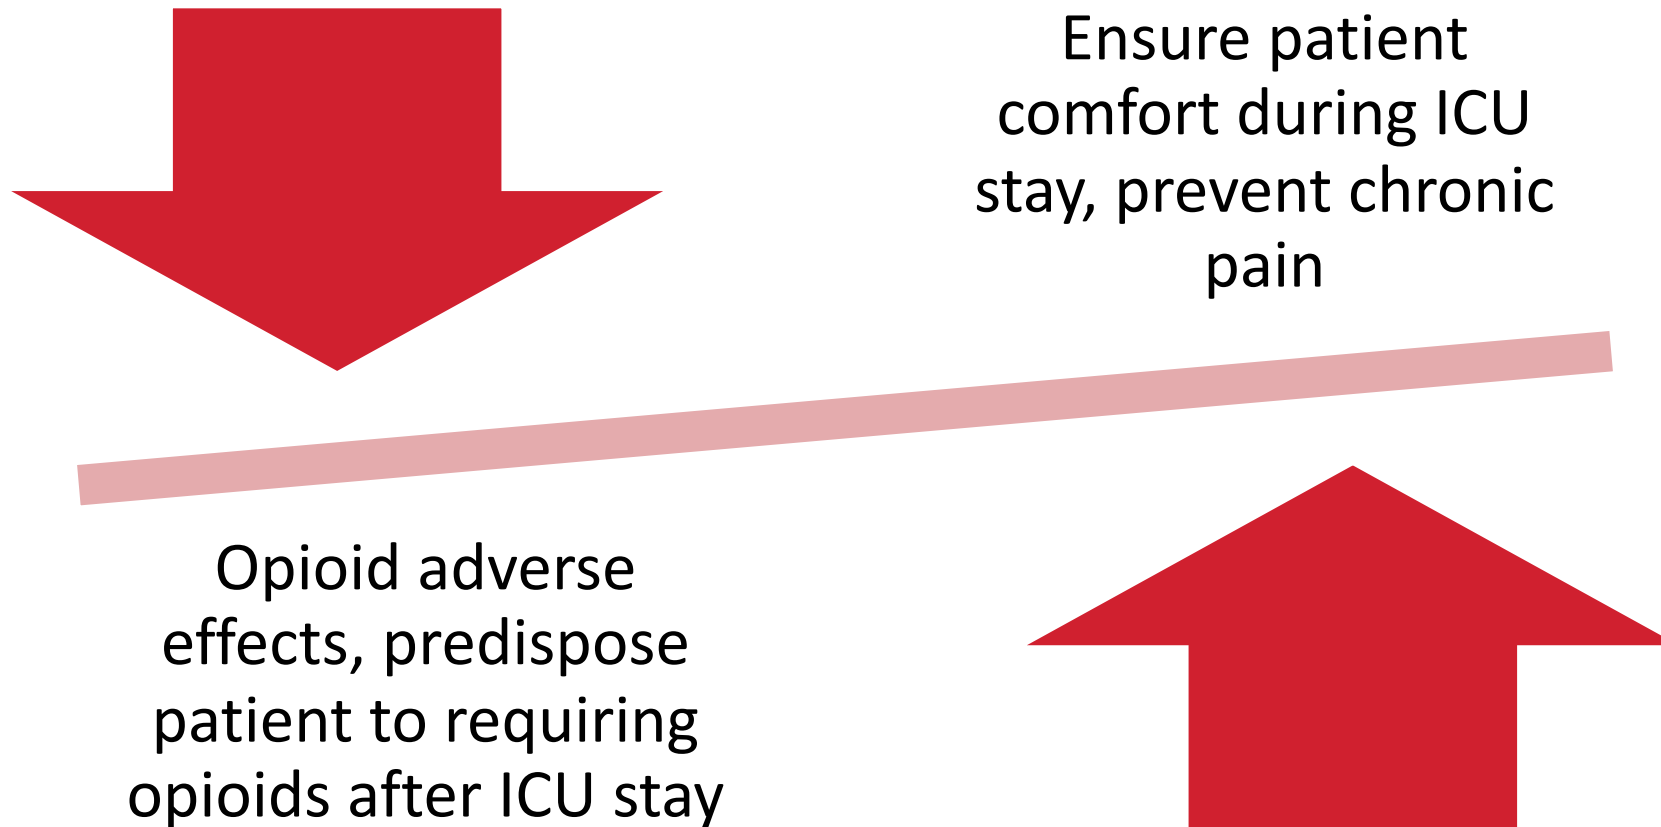 Ensure patient
comfort during ICU
stay, prevent chronic
pain
Opioid adverse
effects, predispose
patient to requiring
opioids after ICU stay